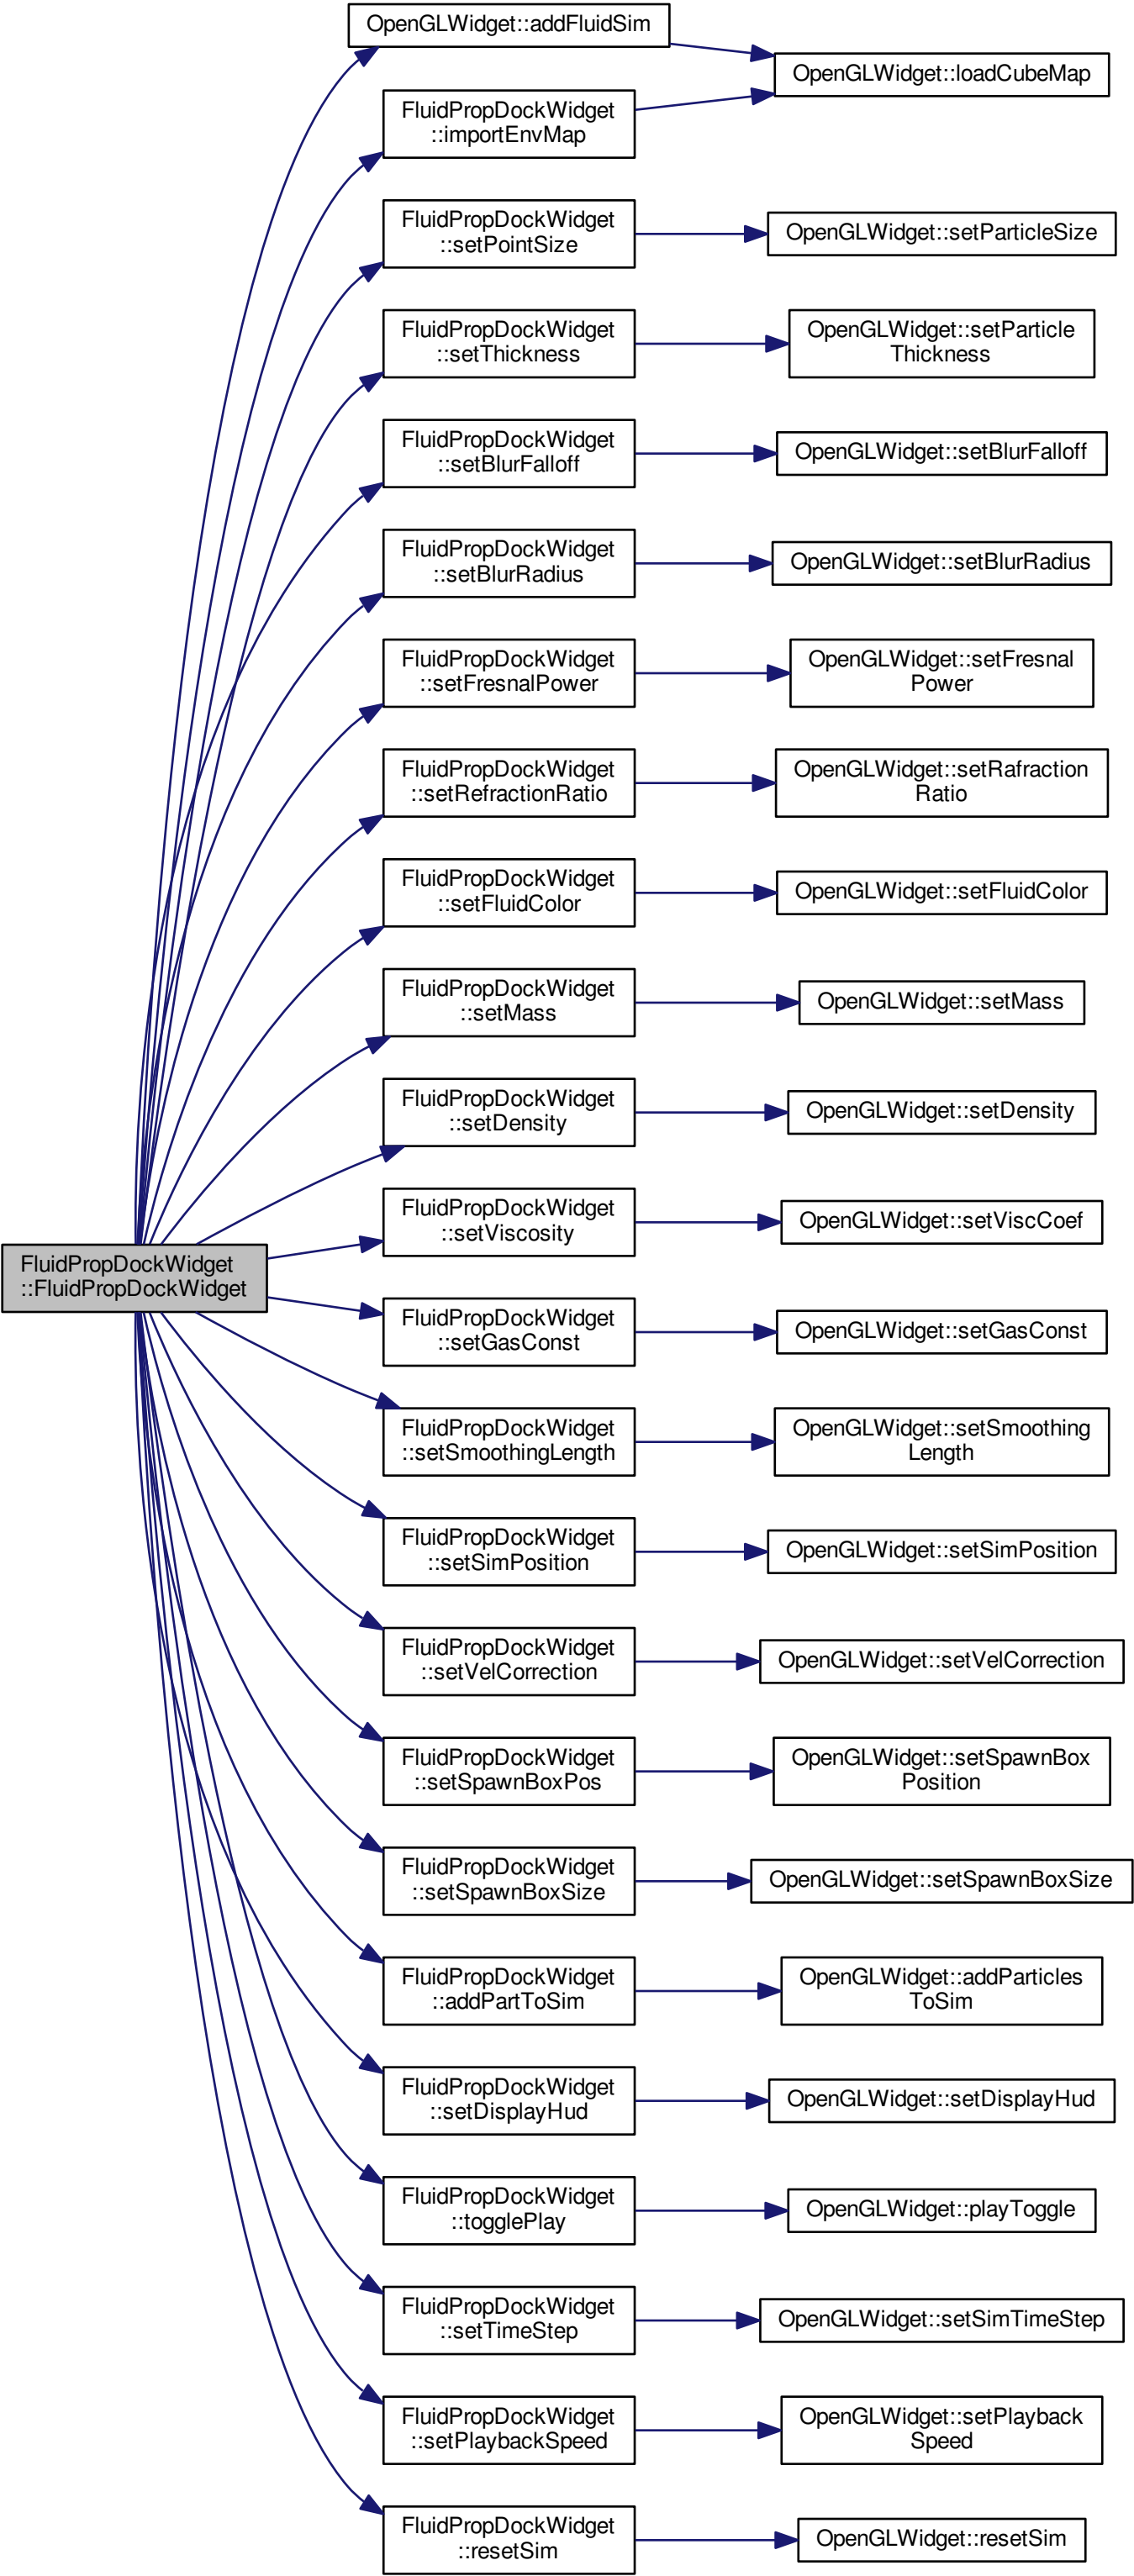 OpenGLWidget::addFluidSim
OpenGLWidget::loadCubeMap
FluidPropDockWidget
::importEnvMap
FluidPropDockWidget
::setPointSize
OpenGLWidget::setParticleSize
FluidPropDockWidget
::setThickness
OpenGLWidget::setParticle
Thickness
FluidPropDockWidget
::setBlurFalloff
OpenGLWidget::setBlurFalloff
FluidPropDockWidget
::setBlurRadius
OpenGLWidget::setBlurRadius
FluidPropDockWidget
::setFresnalPower
OpenGLWidget::setFresnal
Power
FluidPropDockWidget
::setRefractionRatio
OpenGLWidget::setRafraction
Ratio
FluidPropDockWidget
::setFluidColor
OpenGLWidget::setFluidColor
FluidPropDockWidget
::setMass
OpenGLWidget::setMass
FluidPropDockWidget
::setDensity
OpenGLWidget::setDensity
FluidPropDockWidget
::setViscosity
OpenGLWidget::setViscCoef
FluidPropDockWidget
::FluidPropDockWidget
FluidPropDockWidget
::setGasConst
OpenGLWidget::setGasConst
FluidPropDockWidget
::setSmoothingLength
OpenGLWidget::setSmoothing
Length
FluidPropDockWidget
::setSimPosition
OpenGLWidget::setSimPosition
FluidPropDockWidget
::setVelCorrection
OpenGLWidget::setVelCorrection
FluidPropDockWidget
::setSpawnBoxPos
OpenGLWidget::setSpawnBox
Position
FluidPropDockWidget
::setSpawnBoxSize
OpenGLWidget::setSpawnBoxSize
FluidPropDockWidget
::addPartToSim
OpenGLWidget::addParticles
ToSim
FluidPropDockWidget
::setDisplayHud
OpenGLWidget::setDisplayHud
FluidPropDockWidget
::togglePlay
OpenGLWidget::playToggle
FluidPropDockWidget
::setTimeStep
OpenGLWidget::setSimTimeStep
FluidPropDockWidget
::setPlaybackSpeed
OpenGLWidget::setPlayback
Speed
FluidPropDockWidget
::resetSim
OpenGLWidget::resetSim